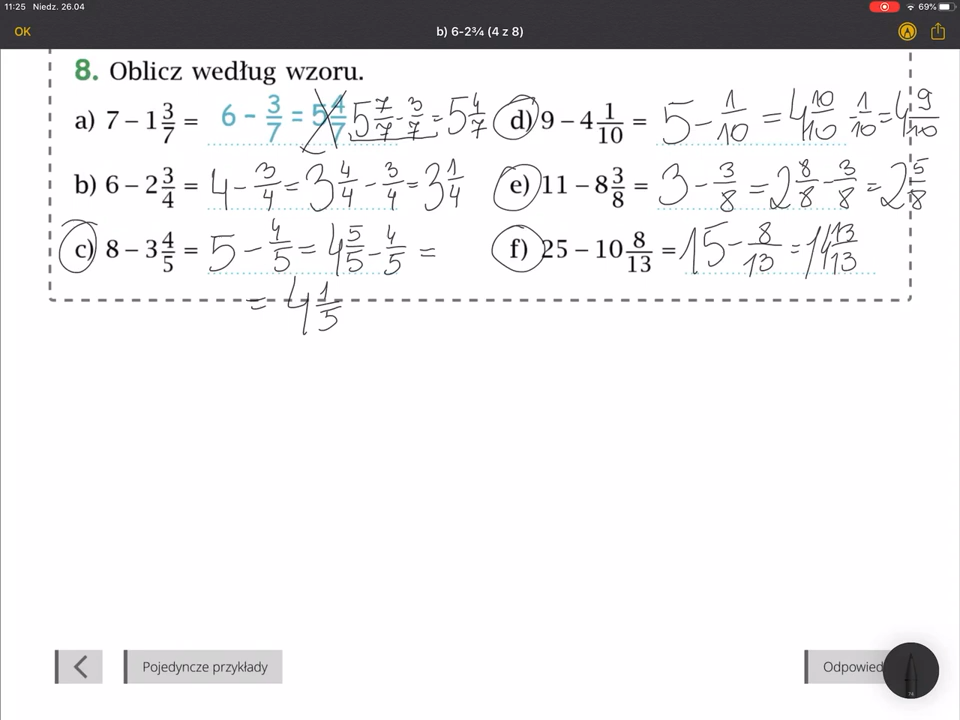 11:25 Niedz. 26.04
69%
OK
b) 6-2¾ (4 z 8)
8. Oblicz według wzoru.
a) 7 – 1 3/7 = 6 – 3/7 = 5 4/7 5 7/7 - 3/7 = 5 4/7
b) 6 – 2 3/4 = 4 - 3/4 = 3 4/4 - 3/4 = 3 1/4
c) 8 – 3 4/5 = 5 - 4/5 = 4 5/5 - 4/5 =
= 4 1/5
d) 9 – 4 1/10 = 5 - 1/10 = 4 10/10 - 1/10 = 4 9/10
e) 11 – 8 3/8 = 3 - 3/8 = 2 8/8 - 3/8 = 2 5/8
f) 25 – 10 8/13 = 15 - 8/13 = 14 13/13
Pojedyncze przykłady
Odpowied